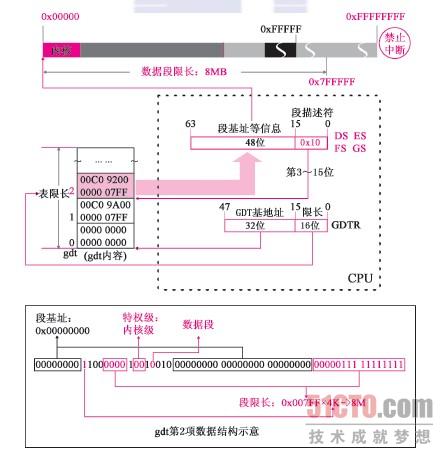 0x00000
0xFFFFF
0xFFFFFFFF
内核
禁止
中断
数据段限长：8MB
0x7FFFFF
段描述符
63
段基址等信息
15
0
48位
0x10
DS ES
FS GS
第3～15位
表限长
... ...
2
00C0 9200
0000 07FF
1
00C0 9A00
0000 07FF
0
0000 0000
0000 0000
gdt
(gdt内容)
47
GDT基地址
15
限长
0
32位
16位
GDTR
CPU
段基址：
0x00000000
特权级：
内核级
数据段
00000000 11000000 10010010 00000000 00000000 00000000 00000111 11111111
段限长：0x007FF×4K->8M
gdt第2项数据结构示意
51CTO.com
技术成就梦想